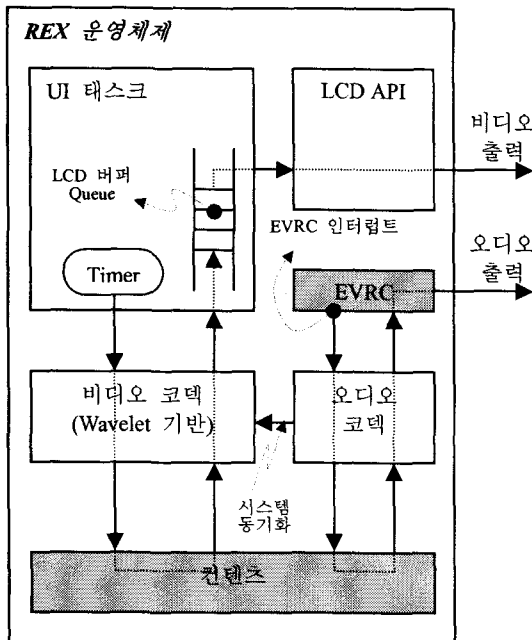 REX 운영체제
UI 태스크
LCD API
비디오
출력
LCD 버퍼
Queue
EVRC 인터럽트
오디오
출력
Timer
EVRC
비디오 코덱
(Wavelet 기반)
오디오
코덱
시스템
동기화
컨텐츠